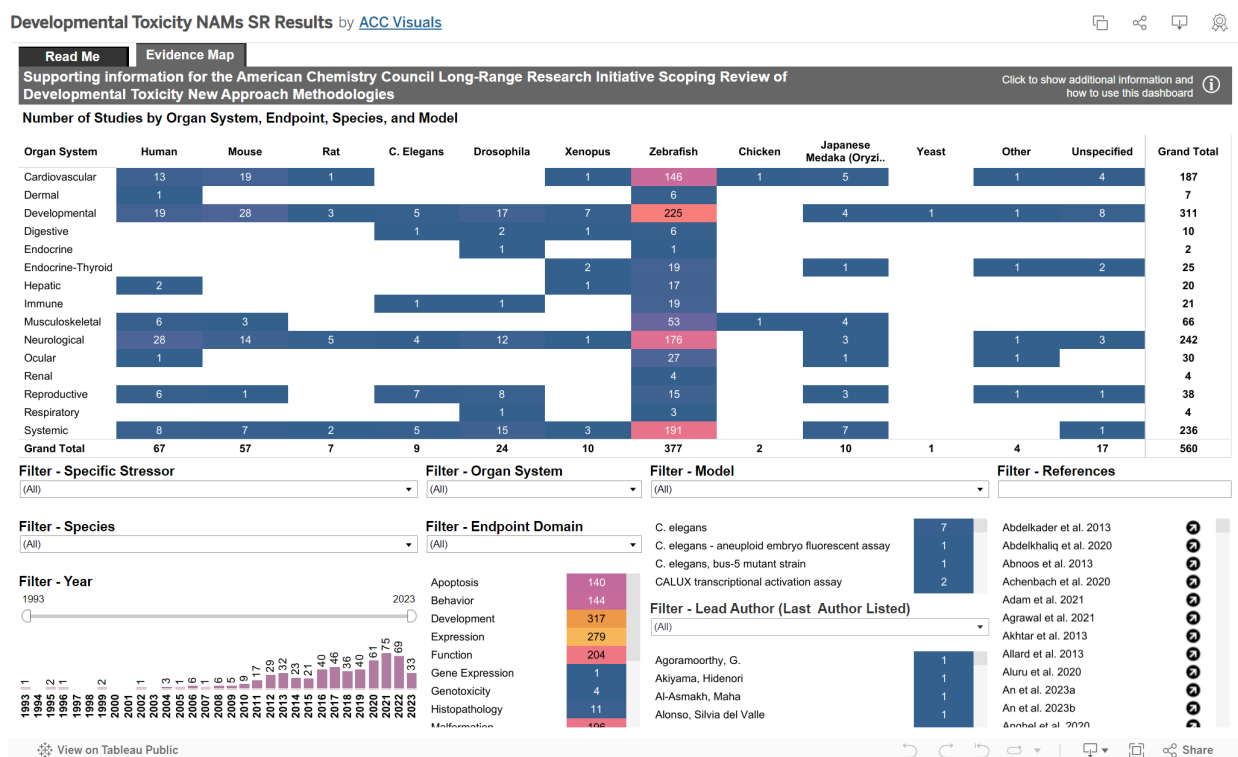 Developmental Toxicity NAMs SR Results by ACC Visuals
Read Me
Evidence Map
Supporting information for the American Chemistry Council Long-Range Research Initiative Scoping Review of
Developmental Toxicity New Approach Methodologies
Click to show additional information and
how to use this dashboard
Number of Studies by Organ System, Endpoint, Species, and Model
Organ System Human Mouse Rat C. Elegans Drosophila Xenopus Zebrafish Chicken Japanese Medaka (Oryzi.. Yeast Other Unspecified Grand Total
Cardiovascular 13 19 1 1 146 1 5 1 4 187
Dermal 1 6 7
Developmental 19 28 3 5 17 7 225 4 1 1 8 311
Digestive 1 2 1 6 10
Endocrine 1 1 2
Endocrine-Thyroid 2 19 1 1 2 25
Hepatic 2 1 17 20
Immune 1 1 19 21
Musculoskeletal 6 3 53 1 4 66
Neurological 28 14 5 4 12 1 176 3 1 3 242
Ocular 1 27 1 1 30
Renal 4 4
Reproductive 6 1 7 8 15 3 1 1 38
Respiratory 1 3 4
Systemic 8 7 2 5 15 3 191 7 1 236
Grand Total 67 57 7 9 24 10 377 2 10 1 4 17 560
Filter - Specific Stressor
(All)
Filter - Organ System
(All)
Filter - Model
(All)
Filter - References
Filter - Species
(All)
Filter - Endpoint Domain
(All)
C. elegans 7
C. elegans - aneuploid embryo fluorescent assay 1
C. elegans, bus-5 mutant strain 1
CALUX transcriptional activation assay 2
Filter - Lead Author (Last Author Listed)
(All)
Agoramoorthy, G. 1
Akiyama, Hidenori 1
Al-Asmakh, Maha 1
Alonso, Silvia del Valle 1
Abdelkader et al. 2013
Abdelkhaliq et al. 2020
Abnoos et al. 2013
Achenbach et al. 2020
Adam et al. 2021
Agrawal et al. 2021
Akhtar et al. 2013
Allard et al. 2013
Aluru et al. 2020
An et al. 2023a
An et al. 2023b
Anghel et al. 2020
Filter - Year
1993 2023
1 2 1 2 1 3 1 6 1 6 5 9 17 29 32 23 21 40 46 36 40 61 75 69 33
1993 1994 1995 1996 1997 1998 1999 2000 2001 2002 2003 2004 2005 2006 2007 2008 2009 2010 2011 2012 2013 2014 2015 2016 2017 2018 2019 2020 2021 2022 2023
Apoptosis 140
Behavior 144
Development 317
Expression 279
Function 204
Gene Expression 1
Genotoxicity 4
Histopathology 11
Malformation 196
View on Tableau Public
Share